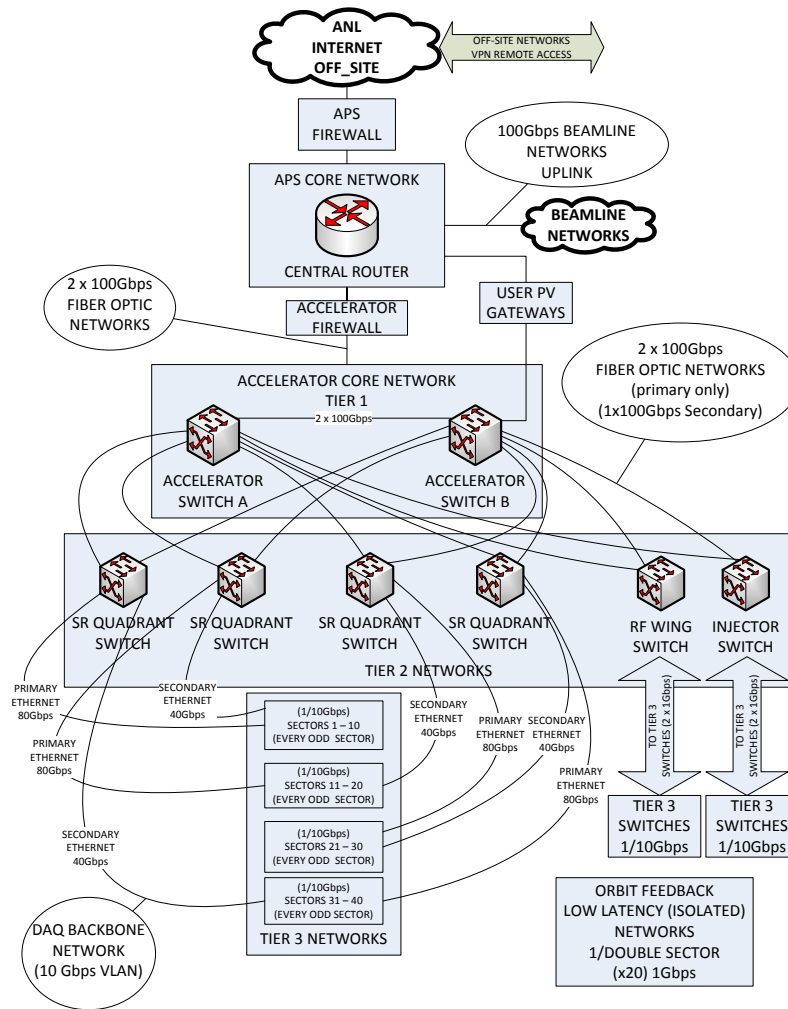 ANL
INTERNET
OFF_SITE
OFF-SITE NETWORKS
VPN REMOTE ACCESS
APS
FIREWALL
100Gbps BEAMLINE
NETWORKS
UPLINK
APS CORE NETWORK
CENTRAL ROUTER
BEAMLINE
NETWORKS
2 x 100Gbps
FIBER OPTIC
NETWORKS
ACCELERATOR
FIREWALL
USER PV
GATEWAYS
2 x 100Gbps
FIBER OPTIC NETWORKS
(primary only)
(1x100Gbps Secondary)
ACCELERATOR CORE NETWORK
TIER 1
2 x 100Gbps
ACCELERATOR
SWITCH A
ACCELERATOR
SWITCH B
SR QUADRANT
SWITCH
SR QUADRANT
SWITCH
SR QUADRANT
SWITCH
SR QUADRANT
SWITCH
RF WING
SWITCH
INJECTOR
SWITCH
TIER 2 NETWORKS
PRIMARY
ETHERNET
80Gbps
SECONDARY
ETHERNET
40Gbps
PRIMARY
ETHERNET
80Gbps
SECONDARY
ETHERNET
40Gbps
PRIMARY
ETHERNET
80Gbps
SECONDARY
ETHERNET
40Gbps
PRIMARY
ETHERNET
80Gbps
SECONDARY
ETHERNET
40Gbps
(1/10Gbps)
SECTORS 1 – 10
(EVERY ODD SECTOR)
(1/10Gbps)
SECTORS 11 – 20
(EVERY ODD SECTOR)
(1/10Gbps)
SECTORS 21 – 30
(EVERY ODD SECTOR)
(1/10Gbps)
SECTORS 31 – 40
(EVERY ODD SECTOR)
TIER 3 NETWORKS
TO TIER 3
SWITCHES (2 x 1Gbps)
TO TIER 3
SWITCHES (2 x 1Gbps)
TIER 3
SWITCHES
1/10Gbps
TIER 3
SWITCHES
1/10Gbps
DAQ BACKBONE
NETWORK
(10 Gbps VLAN)
ORBIT FEEDBACK
LOW LATENCY (ISOLATED)
NETWORKS
1/DOUBLE SECTOR
(x20) 1Gbps